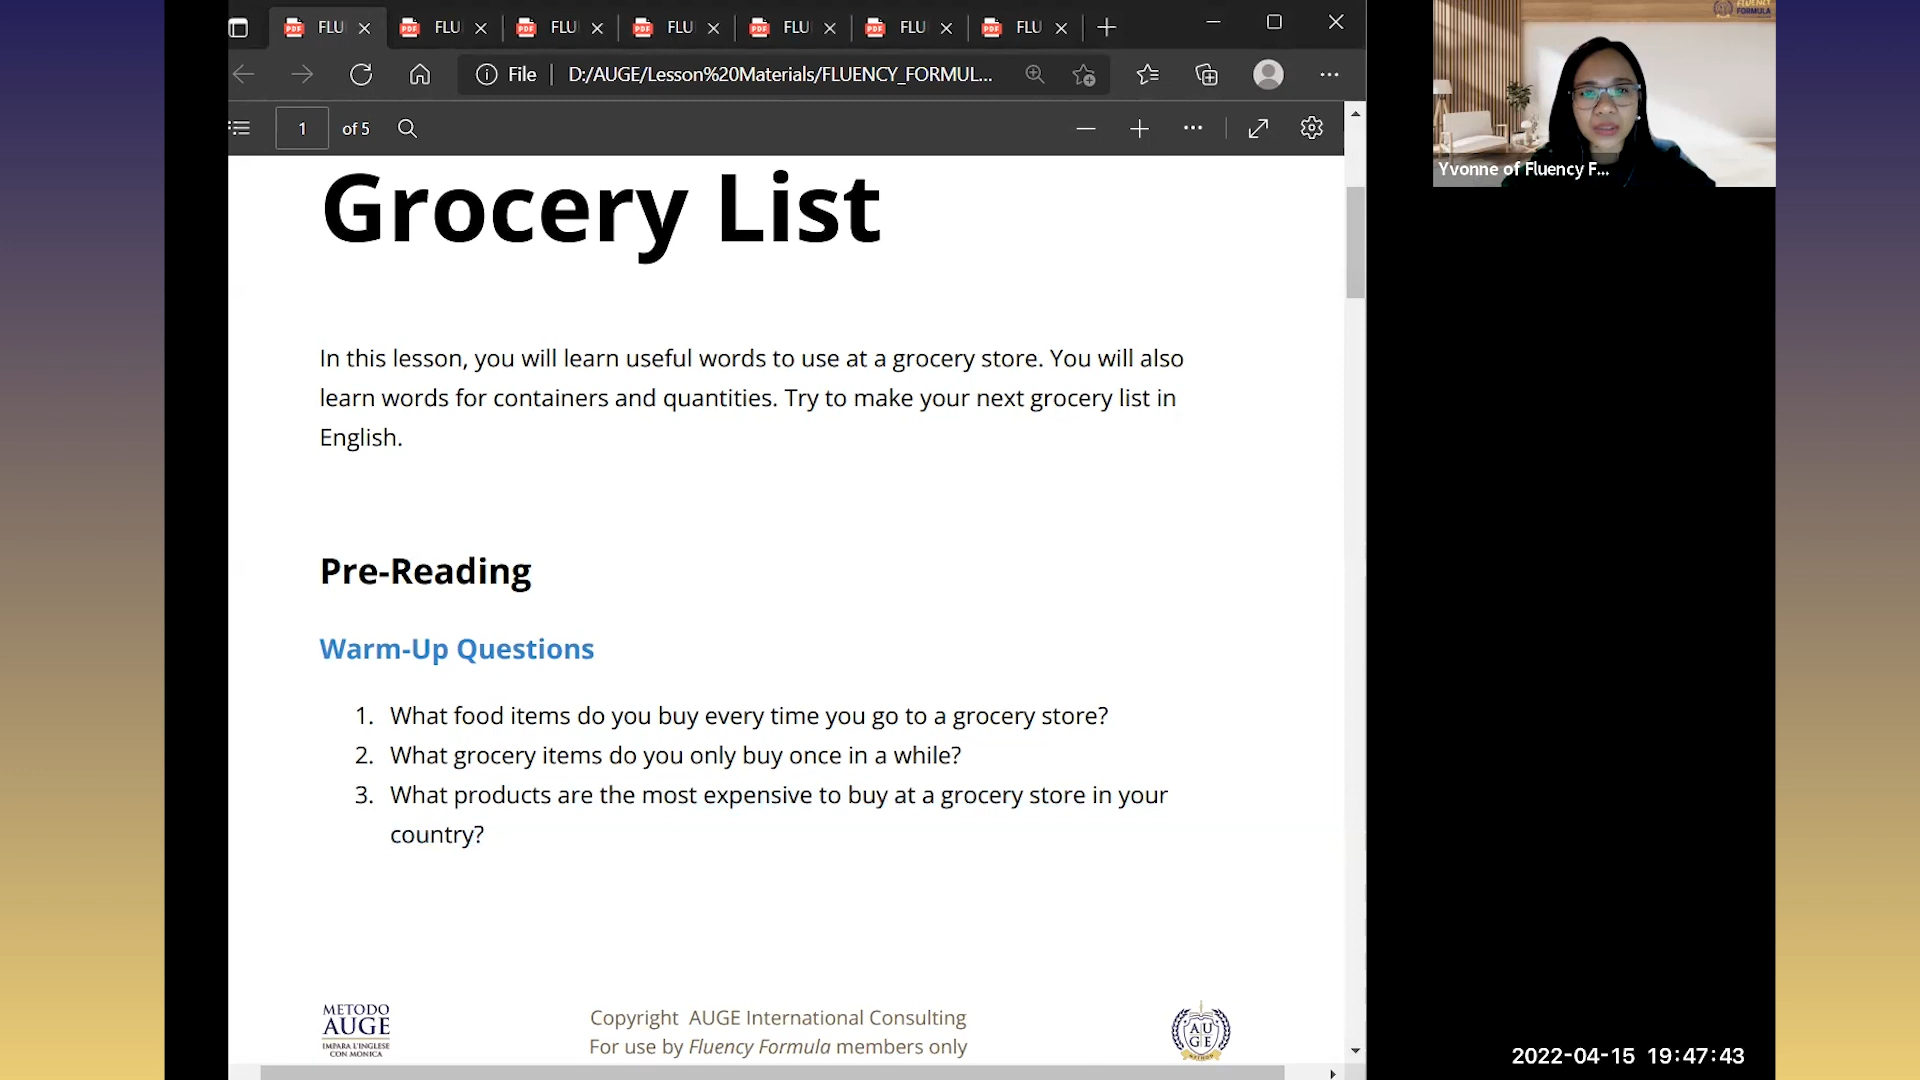 FLU
FLU
FLU
FLU
FLU
FLU
FLU
File
D:/AUGE/Lesson%20Materials/FLUENCY_FORMUL...
1 of 5
FLUENCY
FORMULA
Yvonne of Fluency F...
Grocery List
In this lesson, you will learn useful words to use at a grocery store. You will also
learn words for containers and quantities. Try to make your next grocery list in
English.
Pre-Reading
Warm-Up Questions
1. What food items do you buy every time you go to a grocery store?
2. What grocery items do you only buy once in a while?
3. What products are the most expensive to buy at a grocery store in your
country?
METODO
AUGE
IMPARA L'INGLESE
CON MONICA
Copyright AUGE International Consulting
For use by Fluency Formula members only
AU
GE
2022-04-15 19:47:43